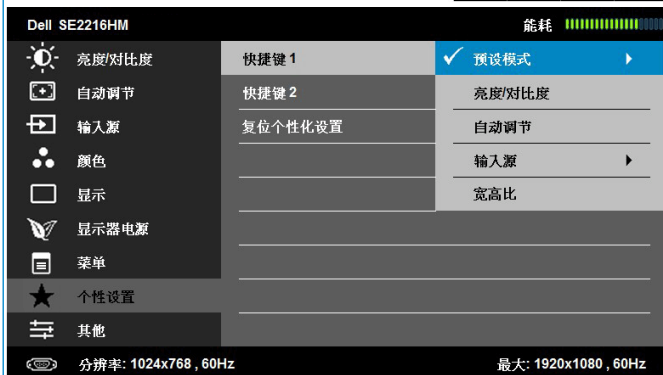 Dell SE2216HM 能耗
亮度/对比度 快捷键 1 预设模式
自动调节 快捷键 2 亮度/对比度
输入源 复位个性化设置 自动调节
颜色 输入源
显示 宽高比
显示器电源
菜单
个性设置
其他
分辨率: 1024x768 , 60Hz 最大: 1920x1080 , 60Hz